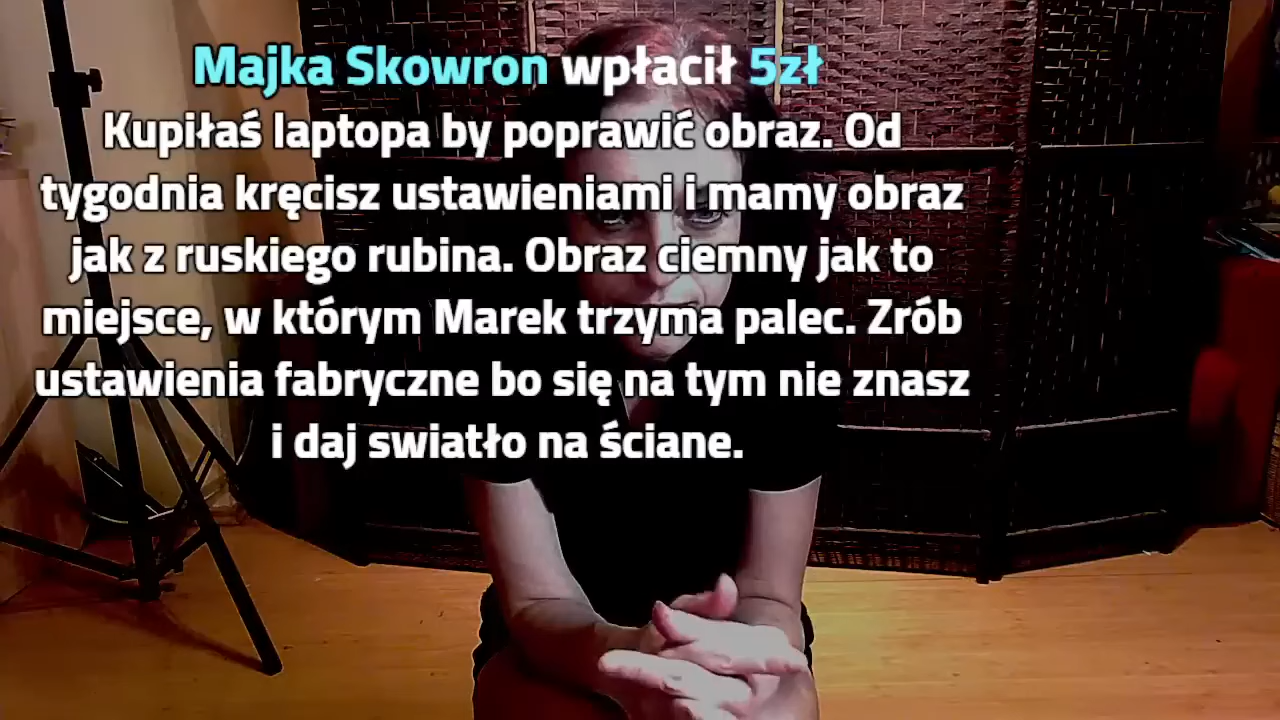 Majka Skowron wpłacił 5zł
Kupiłaś laptopa by poprawić obraz. Od
tygodnia kręcisz ustawieniami i mamy obraz
jak z ruskiego rubina. Obraz ciemny jak to
miejsce, w którym Marek trzyma palec. Zrób
ustawienia fabryczne bo się na tym nie znasz
i daj swiatło na ściane.